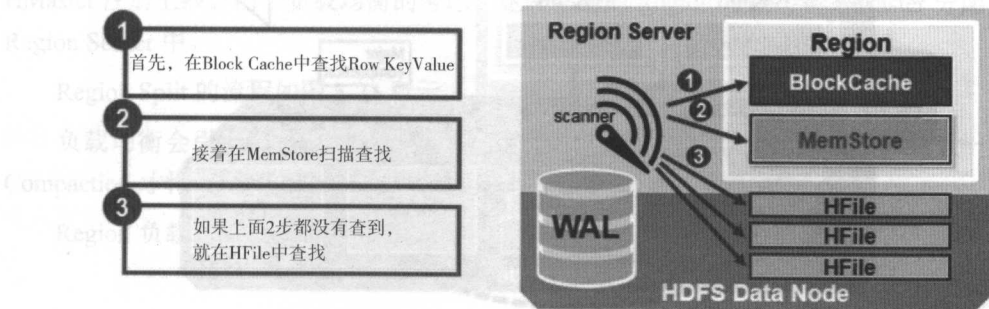 1
首先，在Block Cache中查找Row KeyValue
2
接着在MemStore扫描查找
3
如果上面2步都没有查到，
就在HFile中查找
Region Server
Region
1
BlockCache
2
scanner
MemStore
3
HFile
WAL
HFile
HFile
HDFS Data Node